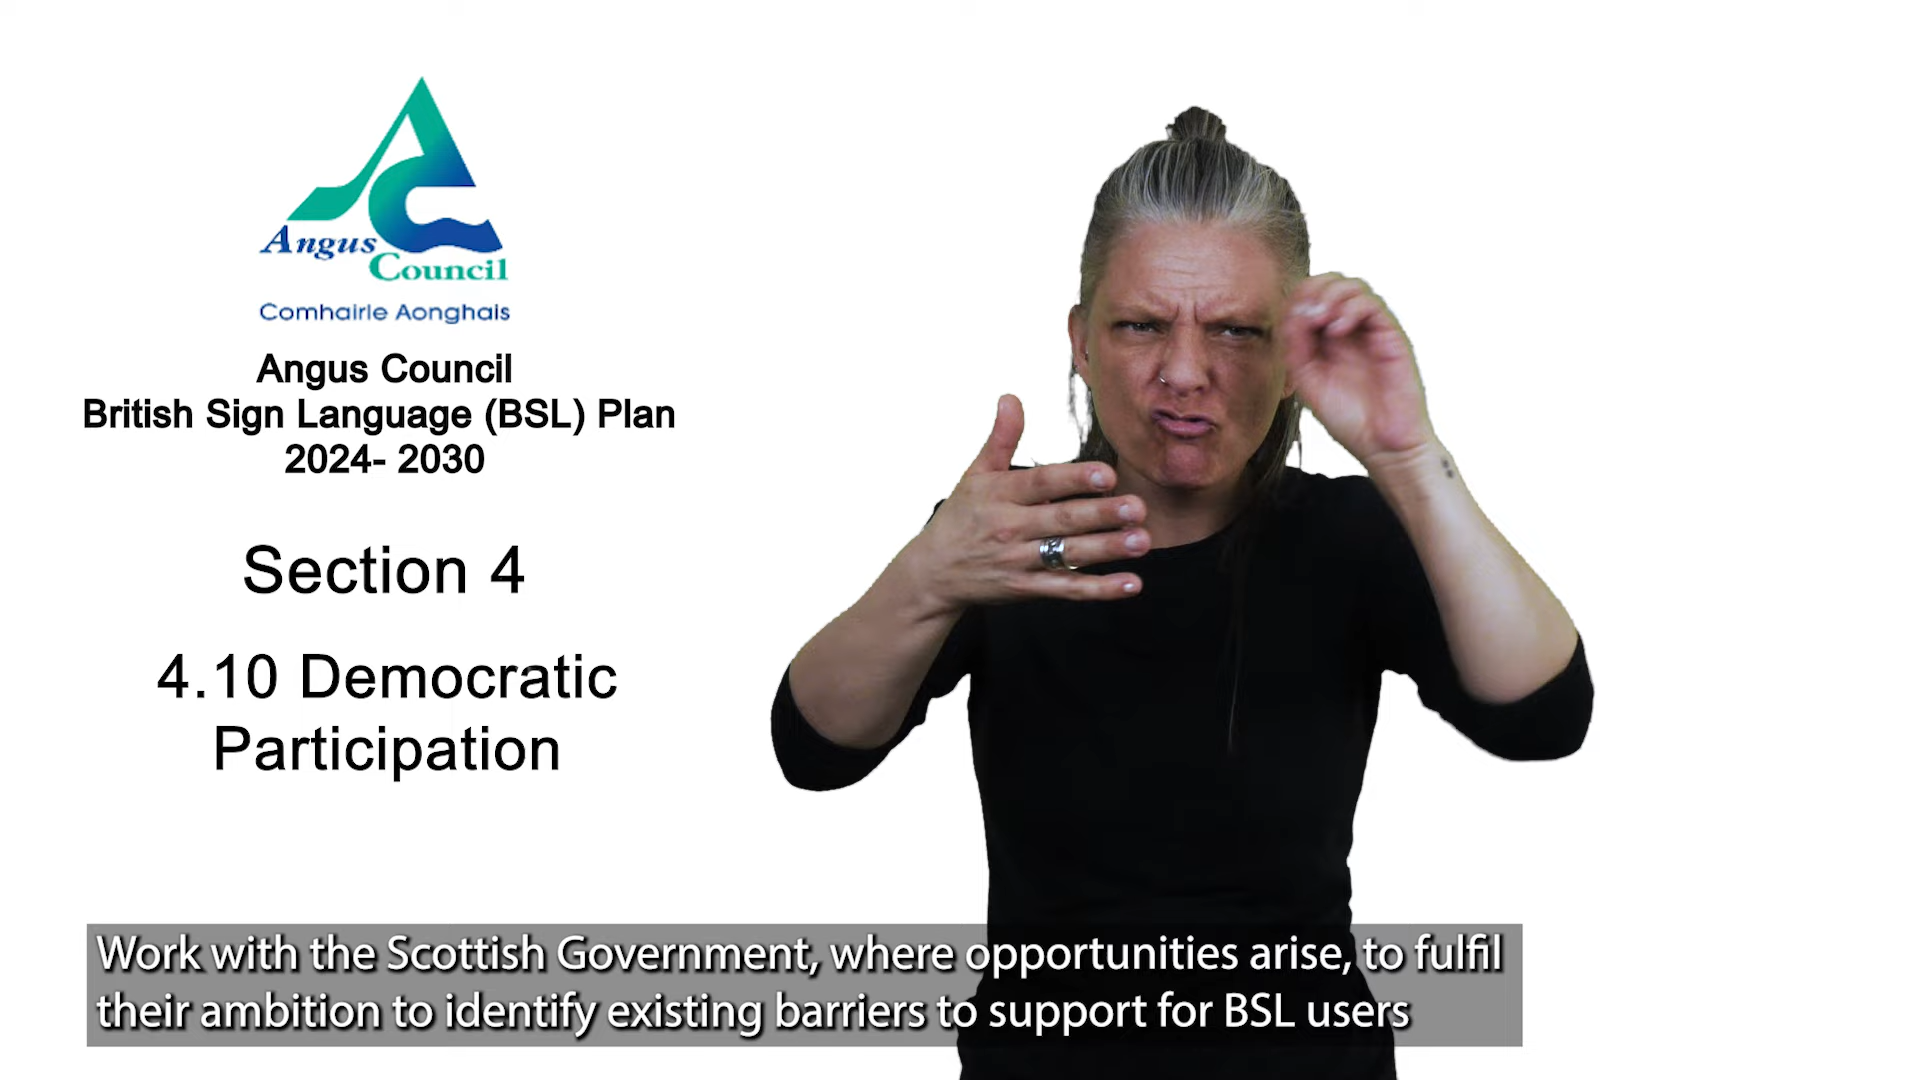 Angus
Council
Comhairle Aonghais
Angus Council
British Sign Language (BSL) Plan
2024- 2030
Section 4
4.10 Democratic
Participation
Work with the Scottish Government, where opportunities arise, to fulfil
their ambition to identify existing barriers to support for BSL users